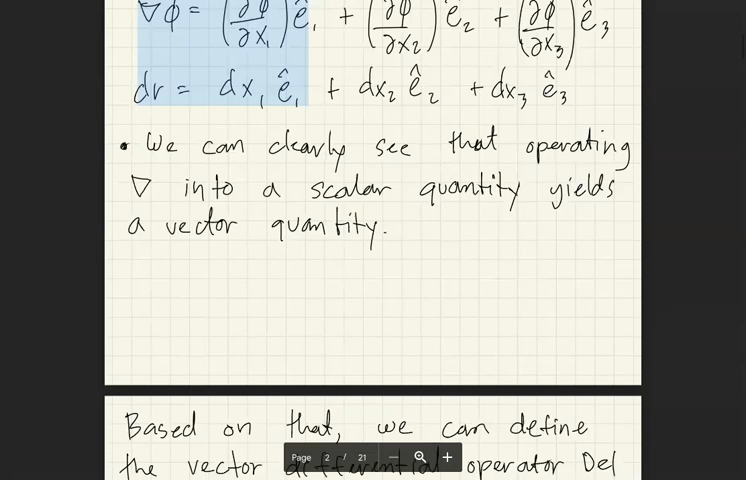 ∇φ = (∂φ/∂x₁) ê₁ + (∂φ/∂x₂) ê₂ + (∂φ/∂x₃) ê₃
dr = dx₁ ê₁ + dx₂ ê₂ + dx₃ ê₃
• We can clearly see that operating
∇ into a scalar quantity yields
a vector quantity.
Based on that, we can define
the vector differential operator Del
Page 2 / 21 — +